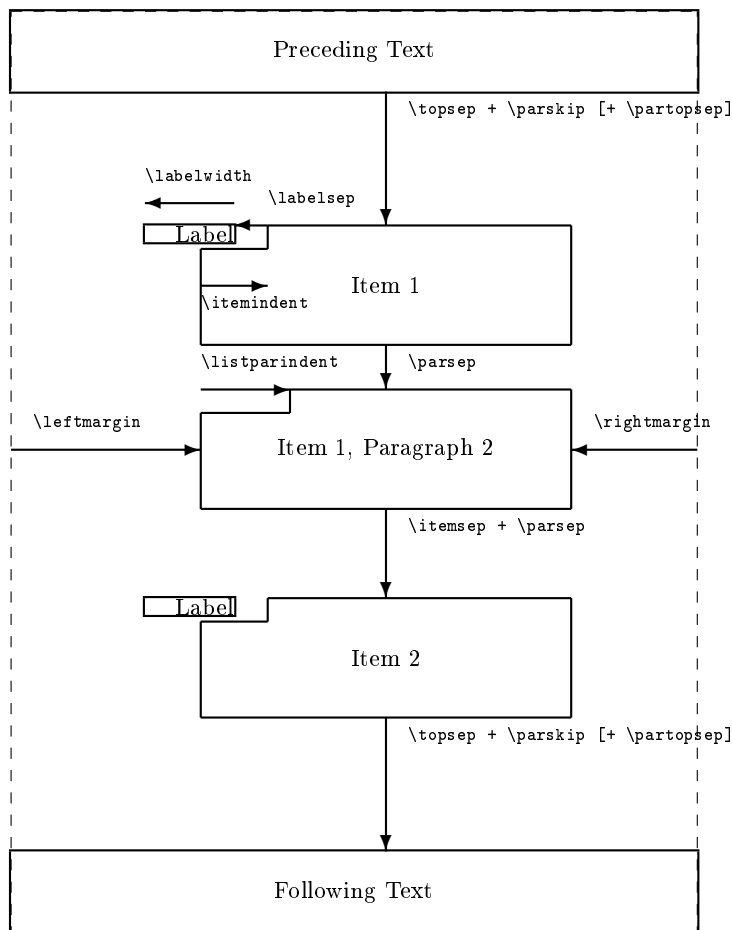 Preceding Text
\topsep + \parskip [+ \partopsep]
\labelwidth
\labelsep
Label
Item 1
\itemindent
\listparindent
\parsep
\leftmargin
\rightmargin
Item 1, Paragraph 2
\itemsep + \parsep
Label
Item 2
\topsep + \parskip [+ \partopsep]
Following Text